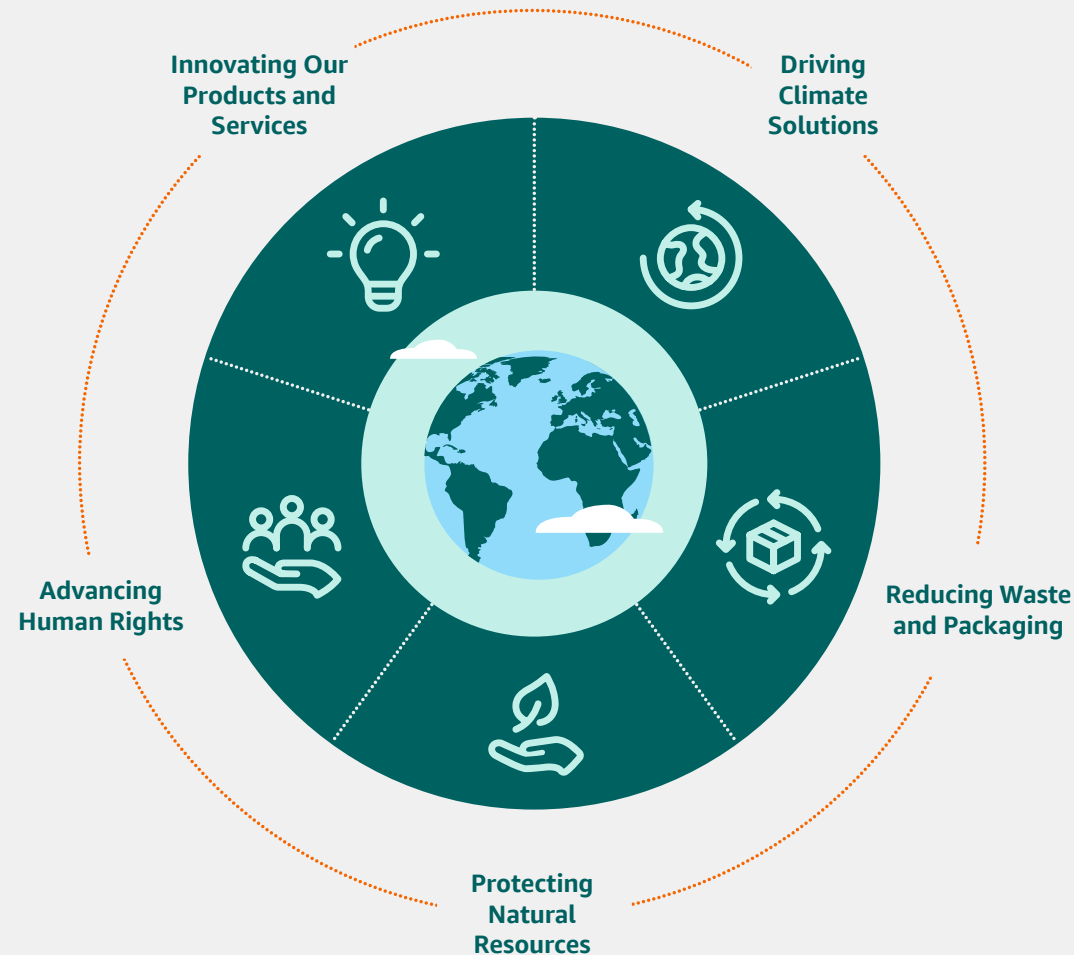 Innovating Our
Products and
Services
Driving
Climate
Solutions
Advancing
Human Rights
Reducing Waste
and Packaging
Protecting
Natural
Resources